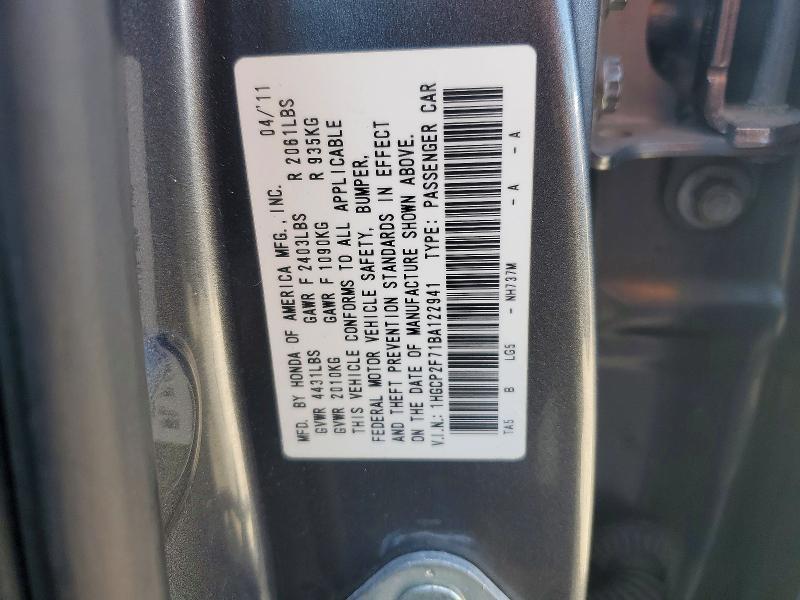 MFD. BY HONDA OF AMERICA MFG., INC. 04/'11
GVWR 4431LBS GAWR F 2403LBS R 2061LBS
GVWR 2010KG GAWR F 1090KG R 935KG
THIS VEHICLE CONFORMS TO ALL APPLICABLE
FEDERAL MOTOR VEHICLE SAFETY, BUMPER,
AND THEFT PREVENTION STANDARDS IN EFFECT
ON THE DATE OF MANUFACTURE SHOWN ABOVE.
V.I.N.: 1HGCP2F71BA122941 TYPE: PASSENGER CAR
TA5 B LG5 - NH737M - A - A